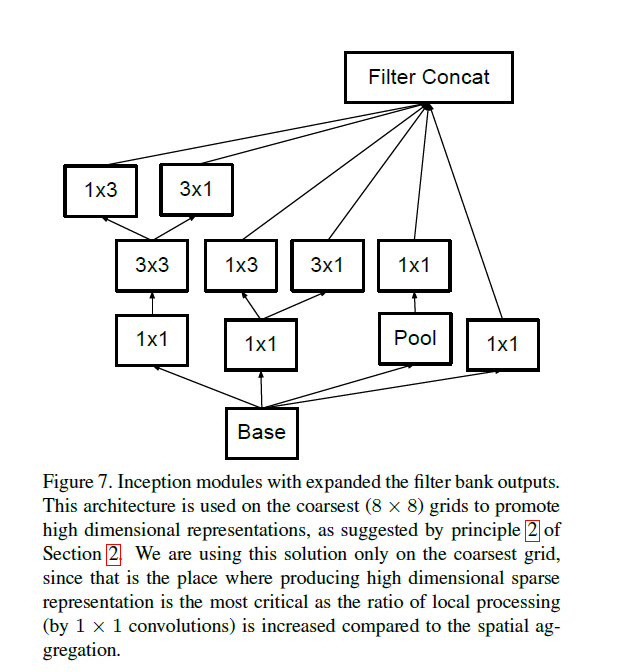 Filter Concat
1x3 3x1
3x3 1x3 3x1 1x1
1x1 1x1 Pool 1x1
Base
Figure 7. Inception modules with expanded the filter bank outputs.
This architecture is used on the coarsest (8 × 8) grids to promote
high dimensional representations, as suggested by principle 2 of
Section 2. We are using this solution only on the coarsest grid,
since that is the place where producing high dimensional sparse
representation is the most critical as the ratio of local processing
(by 1 × 1 convolutions) is increased compared to the spatial ag-
gregation.